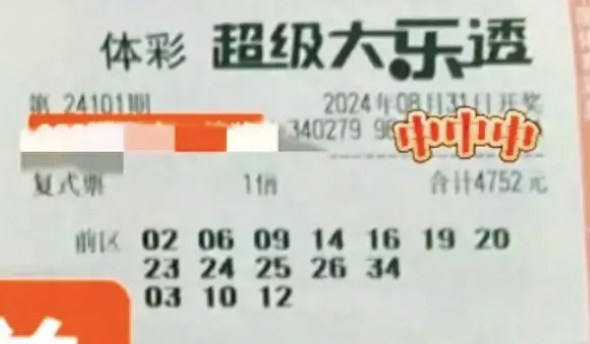 体彩 超级大乐透
第 24101期 2024年08月31日开奖
340279 98
中中中
复式票 1倍 合计4752元
前区 02 06 09 14 16 19 20
23 24 25 26 34
03 10 12